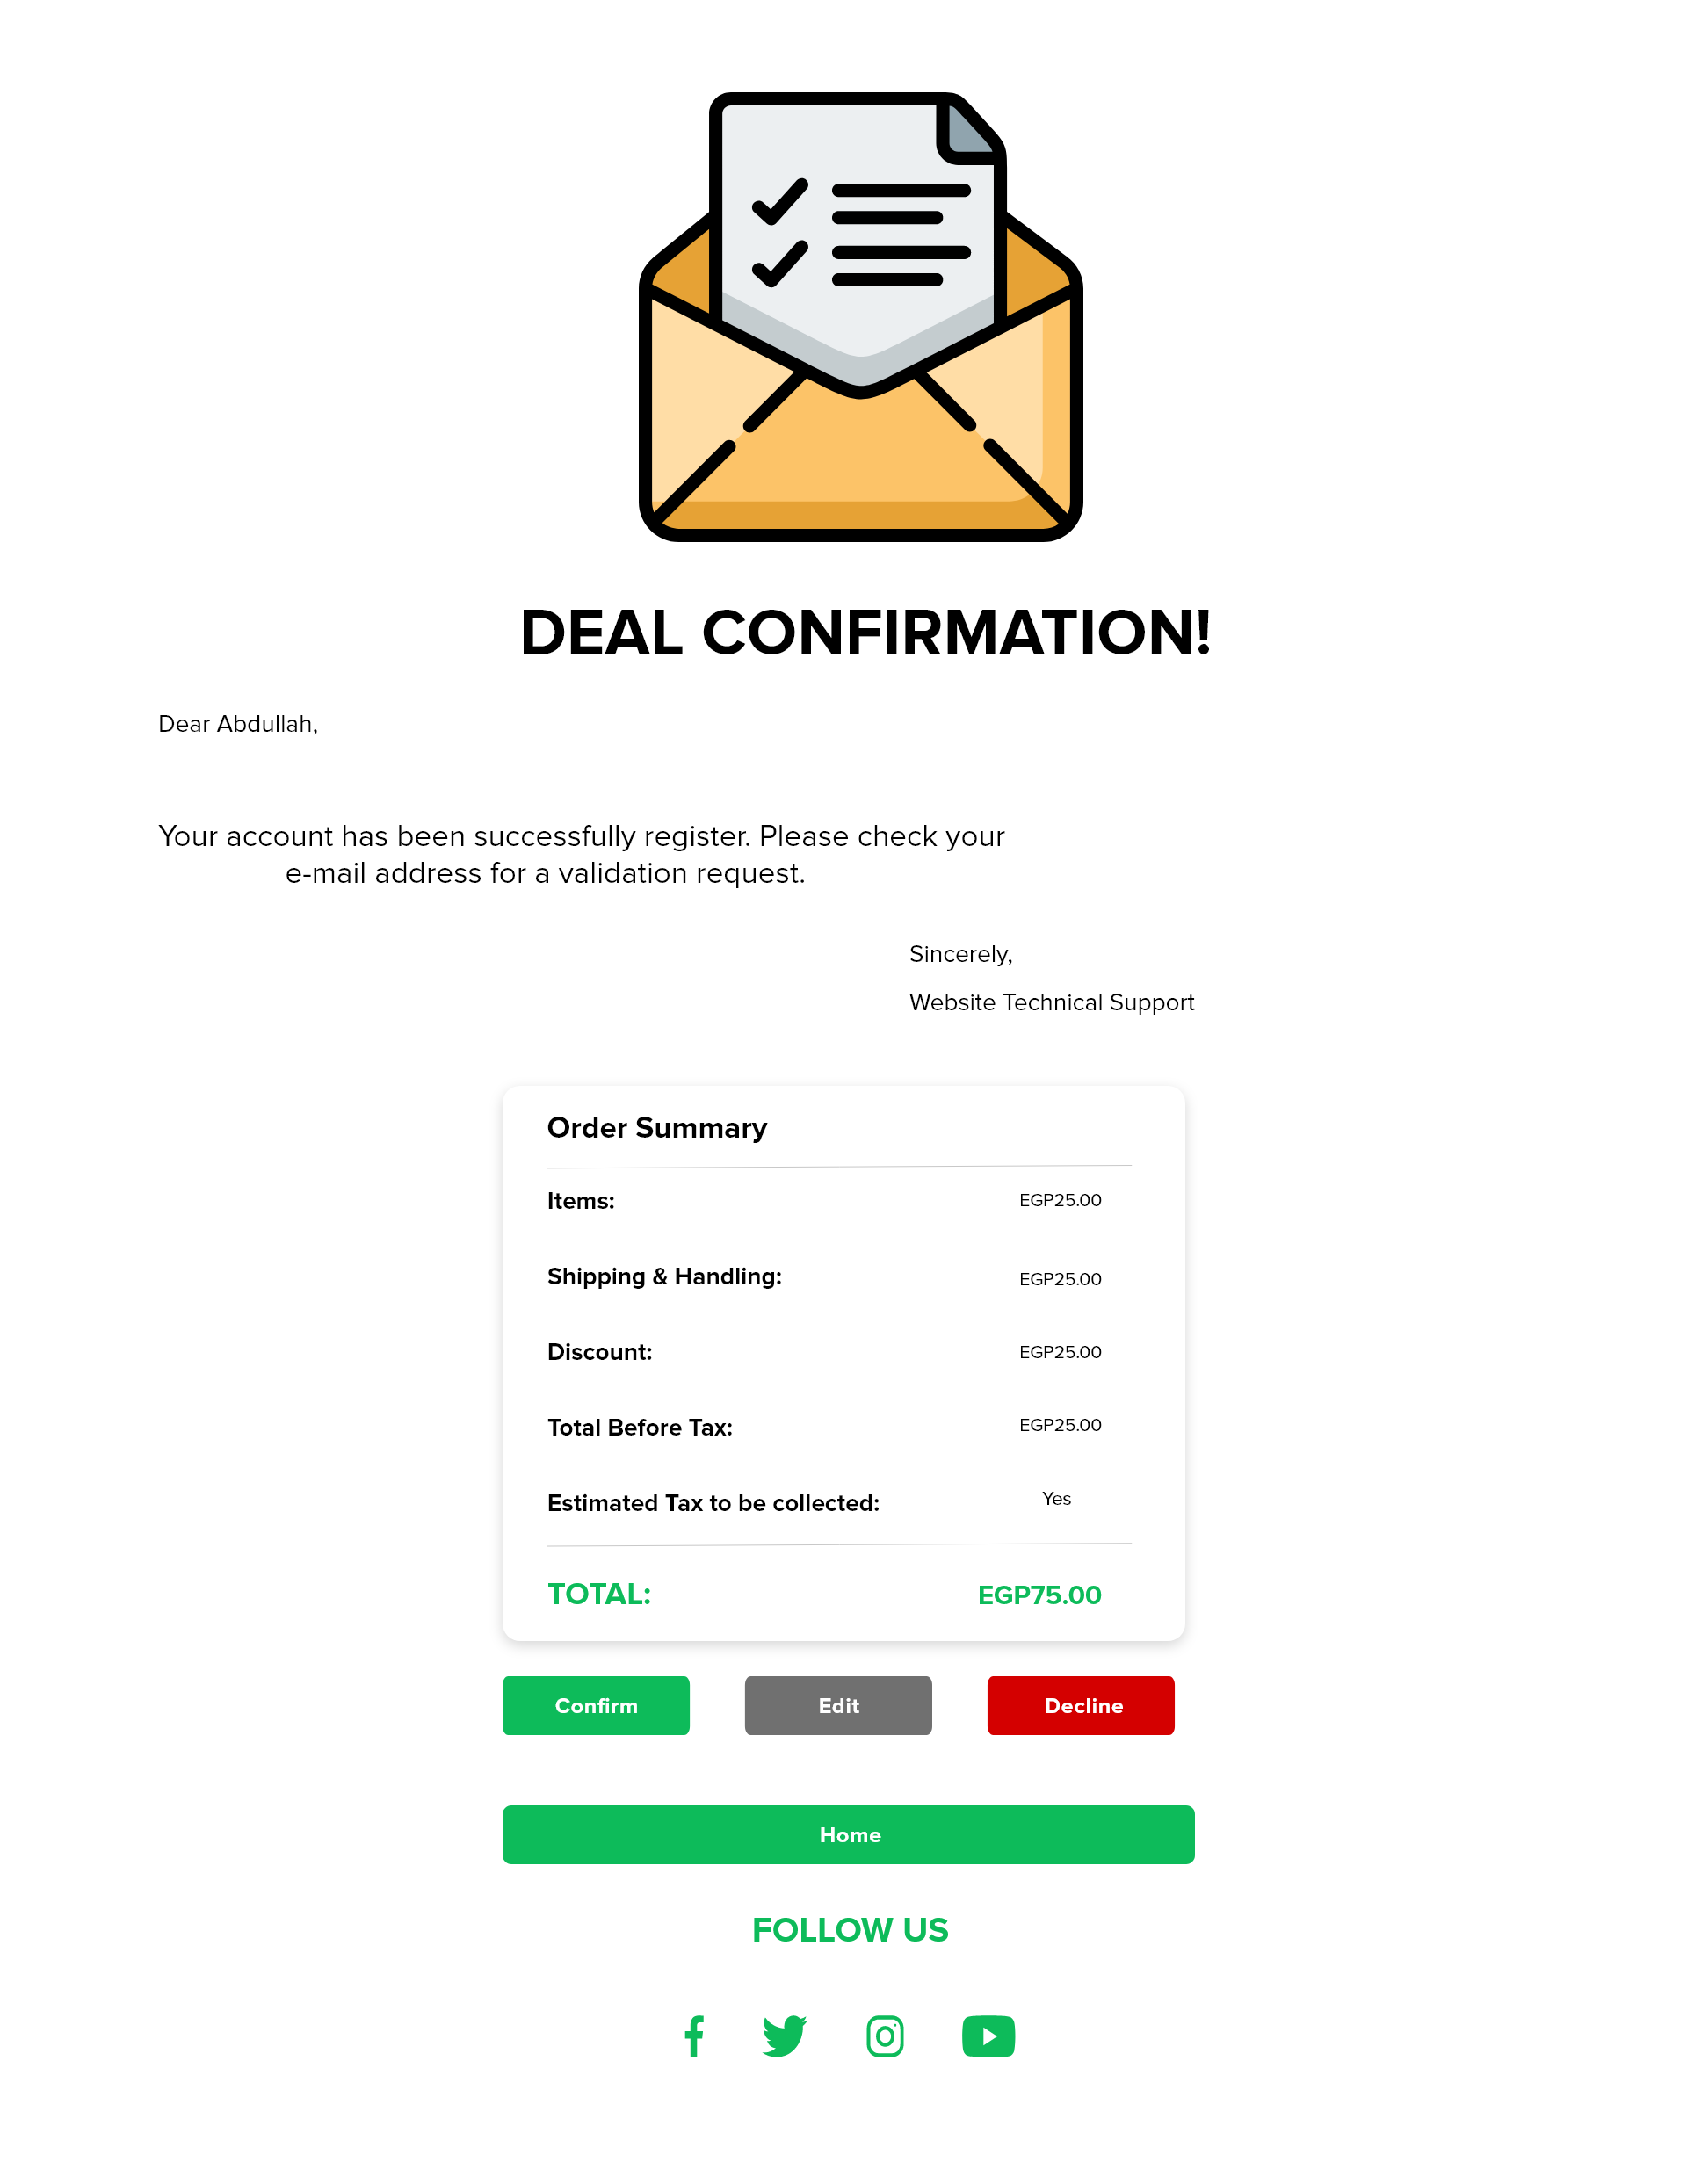 DEAL CONFIRMATION!
Dear Abdullah,
Your account has been successfully register. Please check your
e-mail address for a validation request.
Sincerely,
Website Technical Support
Order Summary
Items: EGP25.00
Shipping & Handling: EGP25.00
Discount: EGP25.00
Total Before Tax: EGP25.00
Estimated Tax to be collected: Yes
TOTAL: EGP75.00
Confirm Edit Decline
Home
FOLLOW US